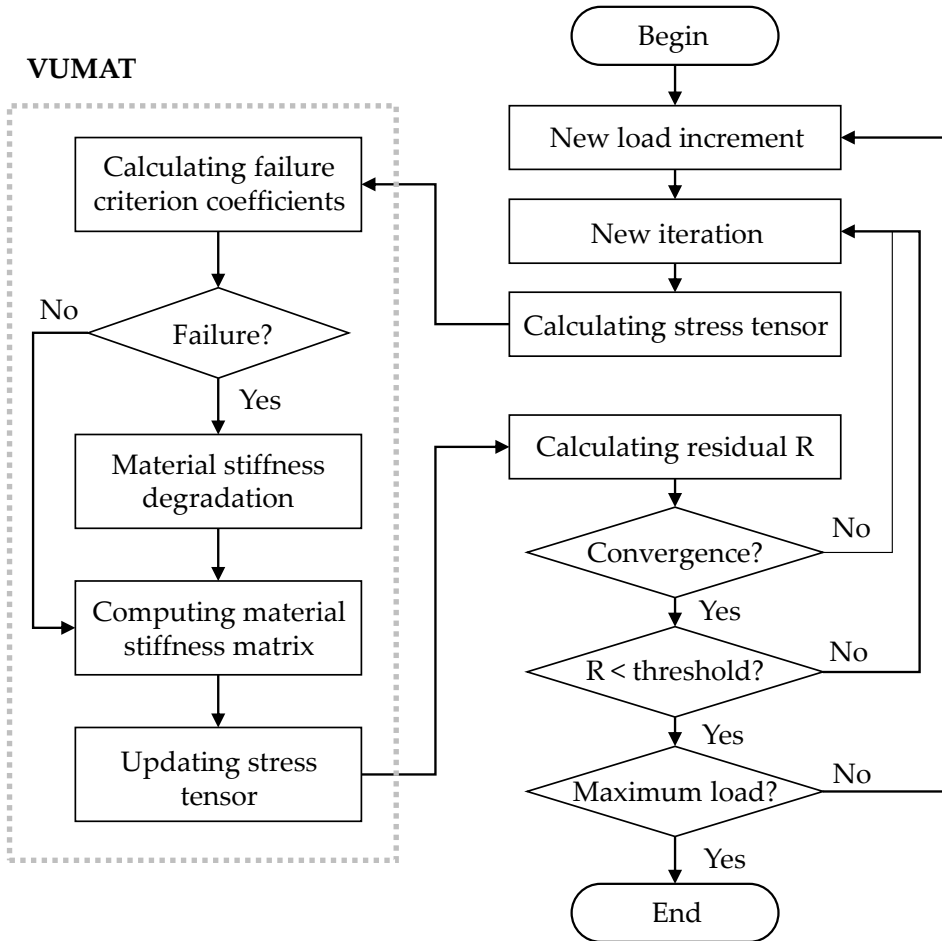 Begin
VUMAT
New load increment
Calculating failure
criterion coefficients
New iteration
No
Failure?
Calculating stress tensor
Yes
Calculating residual R
Material stiffness
degradation
Convergence?
No
Computing material
stiffness matrix
Yes
R < threshold?
No
Yes
Updating stress
tensor
Maximum load?
No
Yes
End